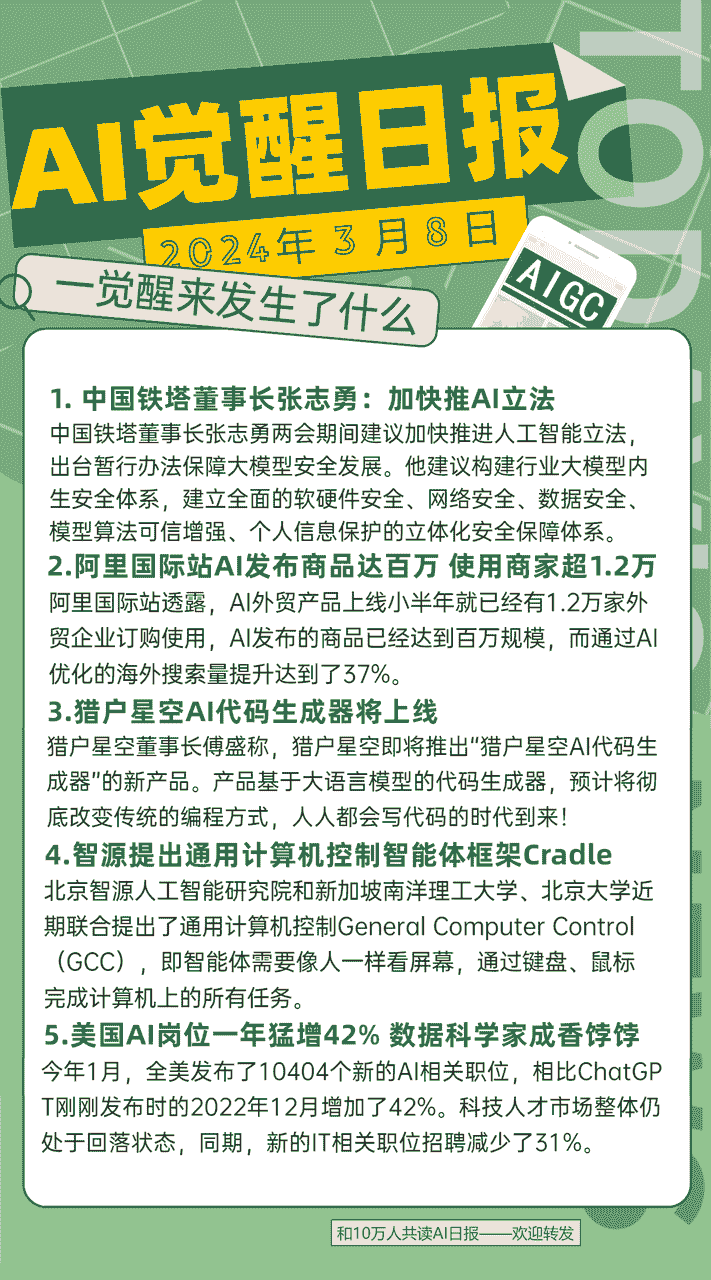 AI觉醒日报
2024年3月8日
一觉醒来发生了什么
AIGC
1. 中国铁塔董事长张志勇：加快推AI立法
中国铁塔董事长张志勇两会期间建议加快推进人工智能立法，
出台暂行办法保障大模型安全发展。他建议构建行业大模型内
生安全体系，建立全面的软硬件安全、网络安全、数据安全、
模型算法可信增强、个人信息保护的立体化安全保障体系。
2.阿里国际站AI发布商品达百万 使用商家超1.2万
阿里国际站透露，AI外贸产品上线小半年就已经有1.2万家外
贸企业订购使用，AI发布的商品已经达到百万规模，而通过AI
优化的海外搜索量提升达到了37%。
3.猎户星空AI代码生成器将上线
猎户星空董事长傅盛称，猎户星空即将推出“猎户星空AI代码生
成器”的新产品。产品基于大语言模型的代码生成器，预计将彻
底改变传统的编程方式，人人都会写代码的时代到来！
4.智源提出通用计算机控制智能体框架Cradle
北京智源人工智能研究院和新加坡南洋理工大学、北京大学近
期联合提出了通用计算机控制General Computer Control
（GCC），即智能体需要像人一样看屏幕，通过键盘、鼠标
完成计算机上的所有任务。
5.美国AI岗位一年猛增42% 数据科学家成香饽饽
今年1月，全美发布了10404个新的AI相关职位，相比ChatGP
T刚刚发布时的2022年12月增加了42%。科技人才市场整体仍
处于回落状态，同期，新的IT相关职位招聘减少了31%。
和10万人共读AI日报——欢迎转发